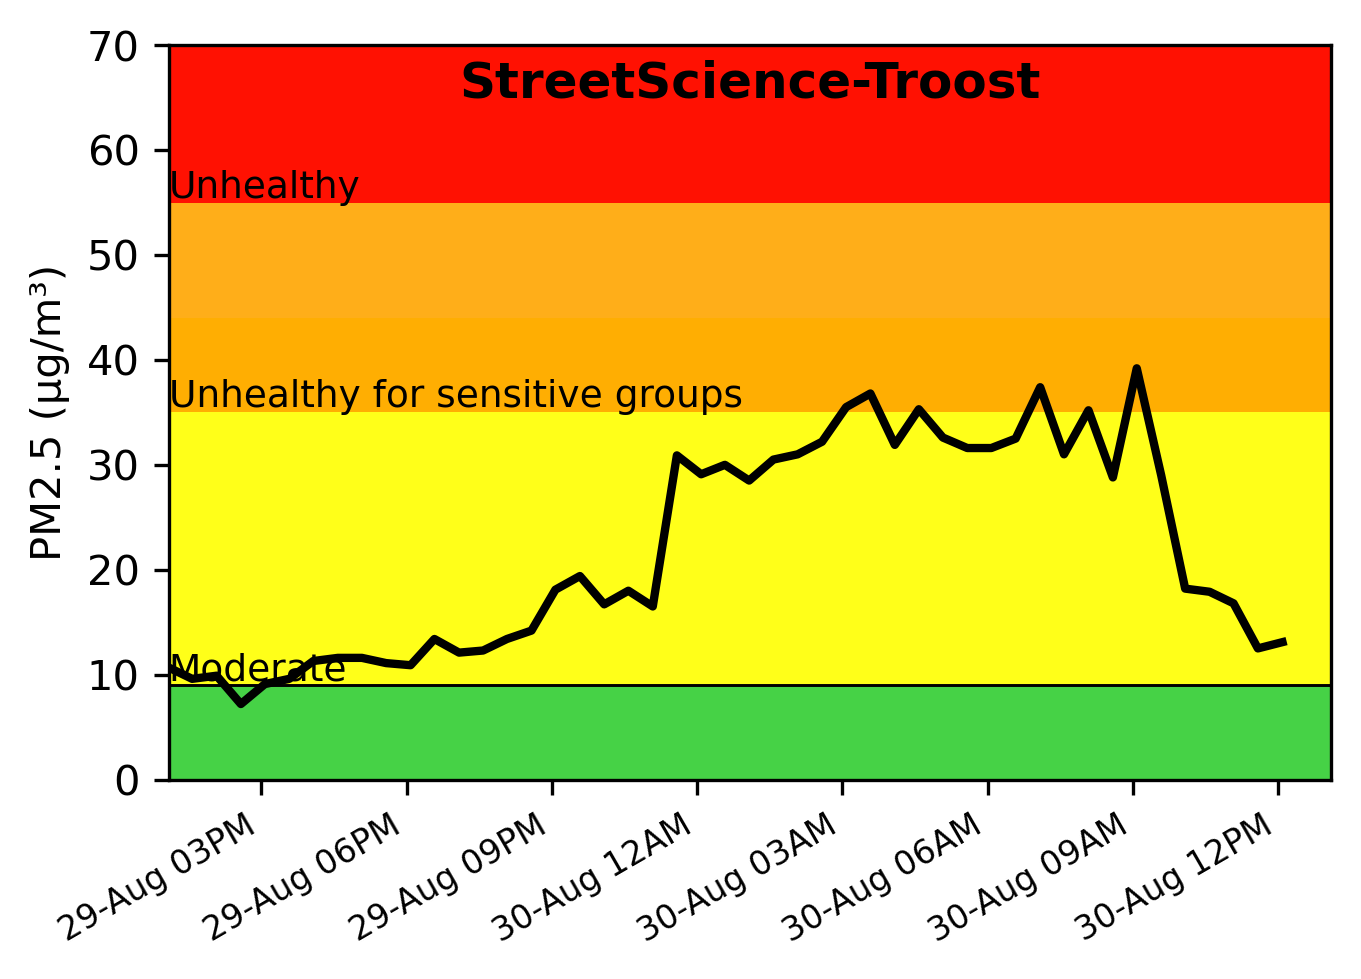 StreetScience-Troost
PM2.5 (µg/m³)
70
60
50
40
30
20
10
0
Unhealthy
Unhealthy for sensitive groups
Moderate
29-Aug 03PM
29-Aug 06PM
29-Aug 09PM
30-Aug 12AM
30-Aug 03AM
30-Aug 06AM
30-Aug 09AM
30-Aug 12PM